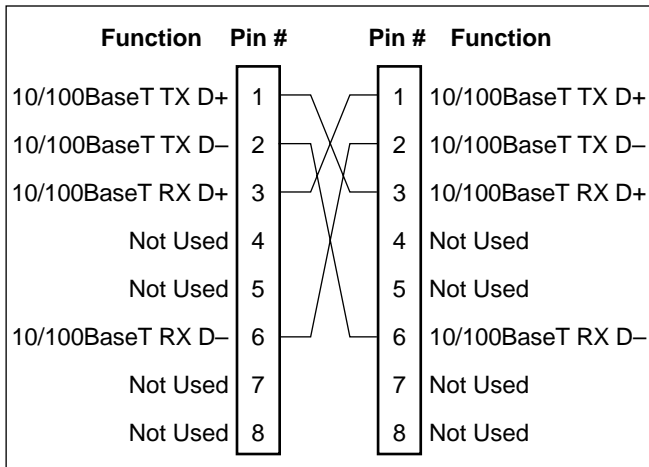 Function Pin # Pin # Function
10/100BaseT TX D+ 1 1 10/100BaseT TX D+
10/100BaseT TX D– 2 2 10/100BaseT TX D–
10/100BaseT RX D+ 3 3 10/100BaseT RX D+
Not Used 4 4 Not Used
Not Used 5 5 Not Used
10/100BaseT RX D– 6 6 10/100BaseT RX D–
Not Used 7 7 Not Used
Not Used 8 8 Not Used